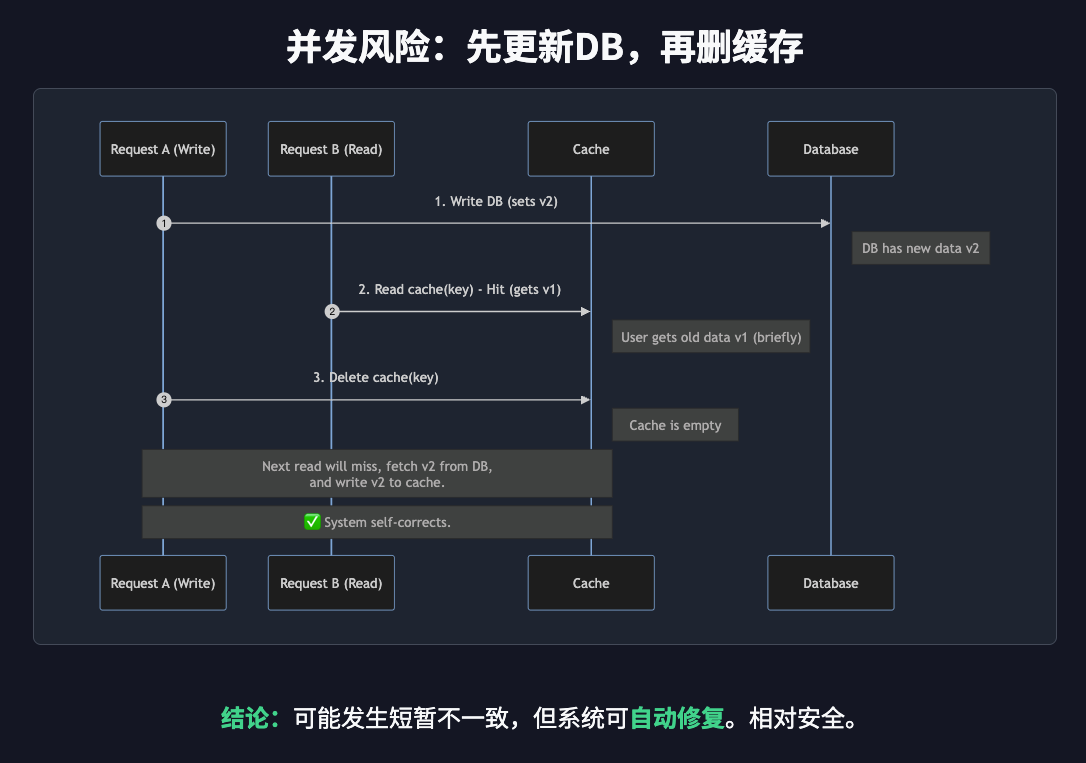 并发风险：先更新DB，再删缓存
Request A (Write)
Request B (Read)
Cache
Database
1. Write DB (sets v2)
1
DB has new data v2
2. Read cache(key) - Hit (gets v1)
2
User gets old data v1 (briefly)
3. Delete cache(key)
3
Cache is empty
Next read will miss, fetch v2 from DB,
and write v2 to cache.
✅ System self-corrects.
Request A (Write)
Request B (Read)
Cache
Database
结论：可能发生短暂不一致，但系统可自动修复。相对安全。